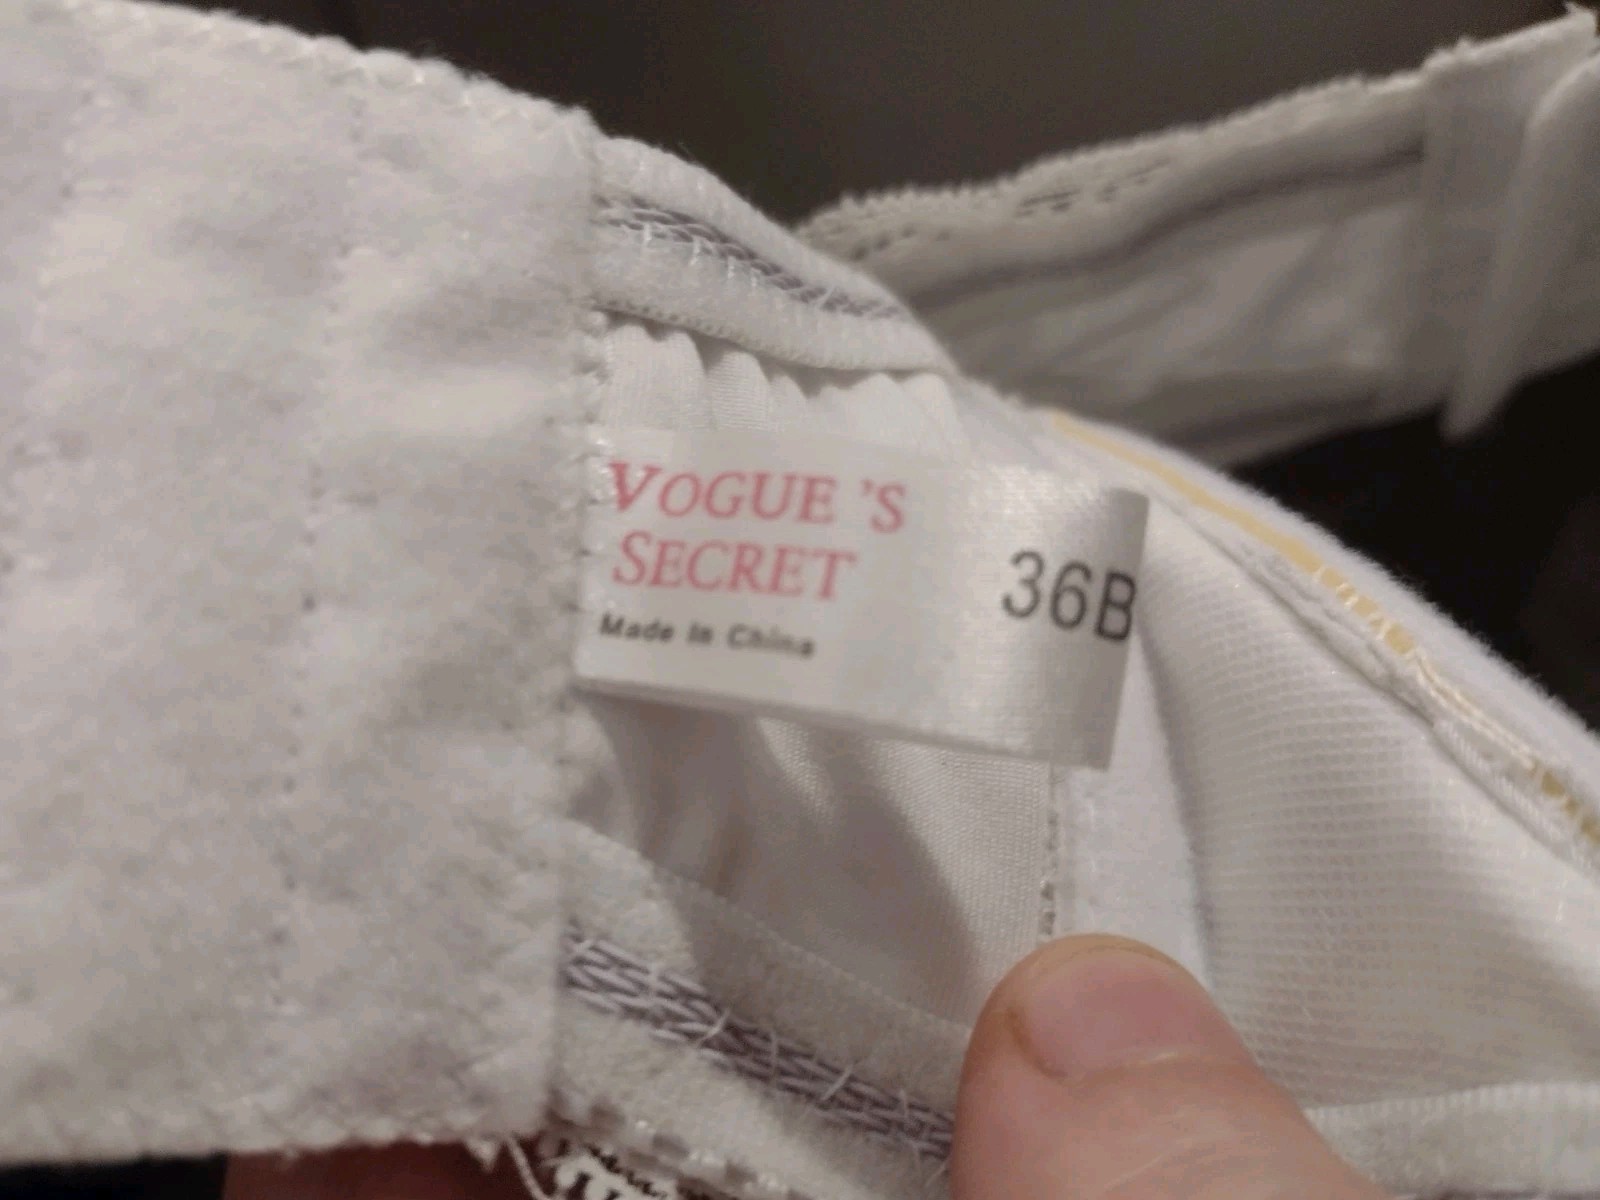 VOGUE 'S
SECRET
Made In China
36B